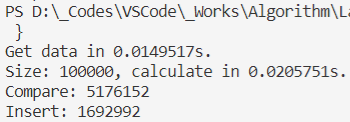 PS D:\_Codes\VSCode\_Works\Algorithm\La
}
Get data in 0.0149517s.
Size: 100000, calculate in 0.0205751s.
Compare: 5176152
Insert: 1692992